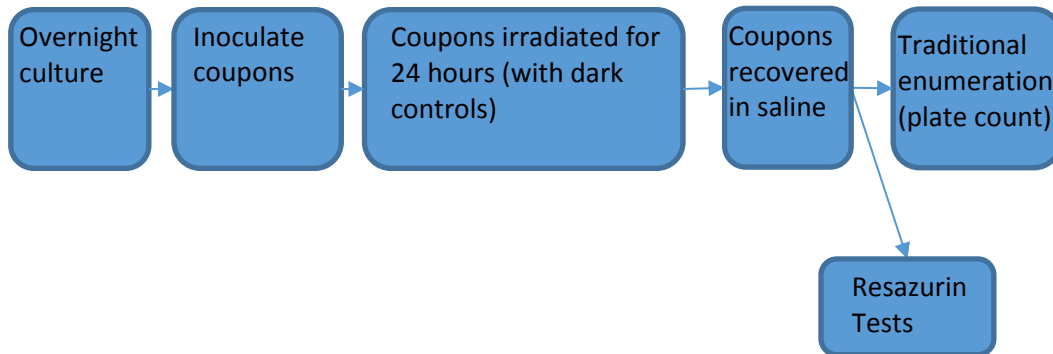 Overnight
culture
Inoculate
coupons
Coupons irradiated for
24 hours (with dark
controls)
Coupons
recovered
in saline
Traditional
enumeration
(plate count)
Resazurin
Tests